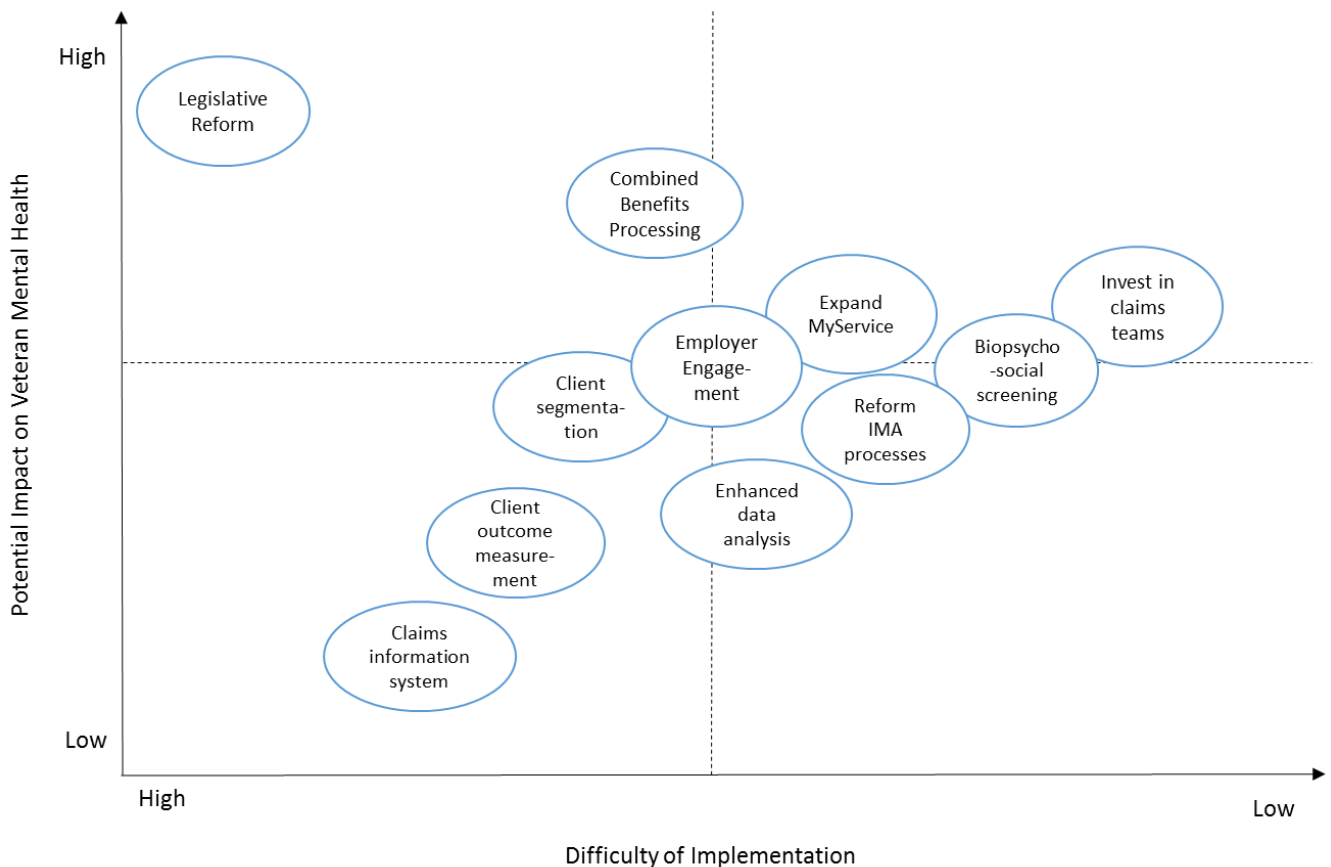 High
Legislative
Reform
Combined
Benefits
Processing
Expand
MyService
Invest in
claims
teams
Employer
Engage-
ment
Biopsycho
-social
screening
Client
segmenta-
tion
Reform
IMA
processes
Enhanced
data
analysis
Client
outcome
measure-
ment
Claims
information
system
Potential Impact on Veteran Mental Health
Low
High
Low
Difficulty of Implementation